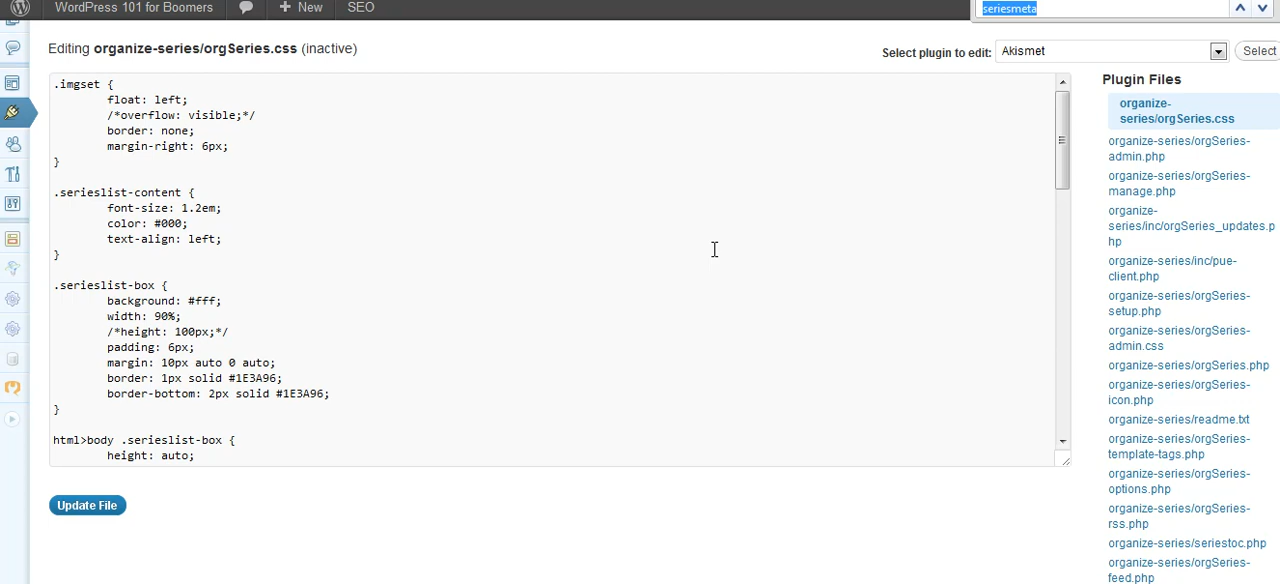 WordPress 101 for Boomers
New
SEO
seriesmeta
Editing organize-series/orgSeries.css (inactive)
Select plugin to edit:
Akismet
Select
.imgset {
float: left;
/*overflow: visible;*/
border: none;
margin-right: 6px;
}
.serieslist-content {
font-size: 1.2em;
color: #000;
text-align: left;
}
.serieslist-box {
background: #fff;
width: 90%;
/*height: 100px;*/
padding: 6px;
margin: 10px auto 0 auto;
border: 1px solid #1E3A96;
border-bottom: 2px solid #1E3A96;
}
html>body .serieslist-box {
height: auto;
Update File
Plugin Files
organize-
series/orgSeries.css
organize-series/orgSeries-
admin.php
organize-series/orgSeries-
manage.php
organize-
series/inc/orgSeries_updates.p
hp
organize-series/inc/pue-
client.php
organize-series/orgSeries-
setup.php
organize-series/orgSeries-
admin.css
organize-series/orgSeries.php
organize-series/orgSeries-
icon.php
organize-series/readme.txt
organize-series/orgSeries-
template-tags.php
organize-series/orgSeries-
options.php
organize-series/orgSeries-
rss.php
organize-series/seriestoc.php
organize-series/orgSeries-
feed.php